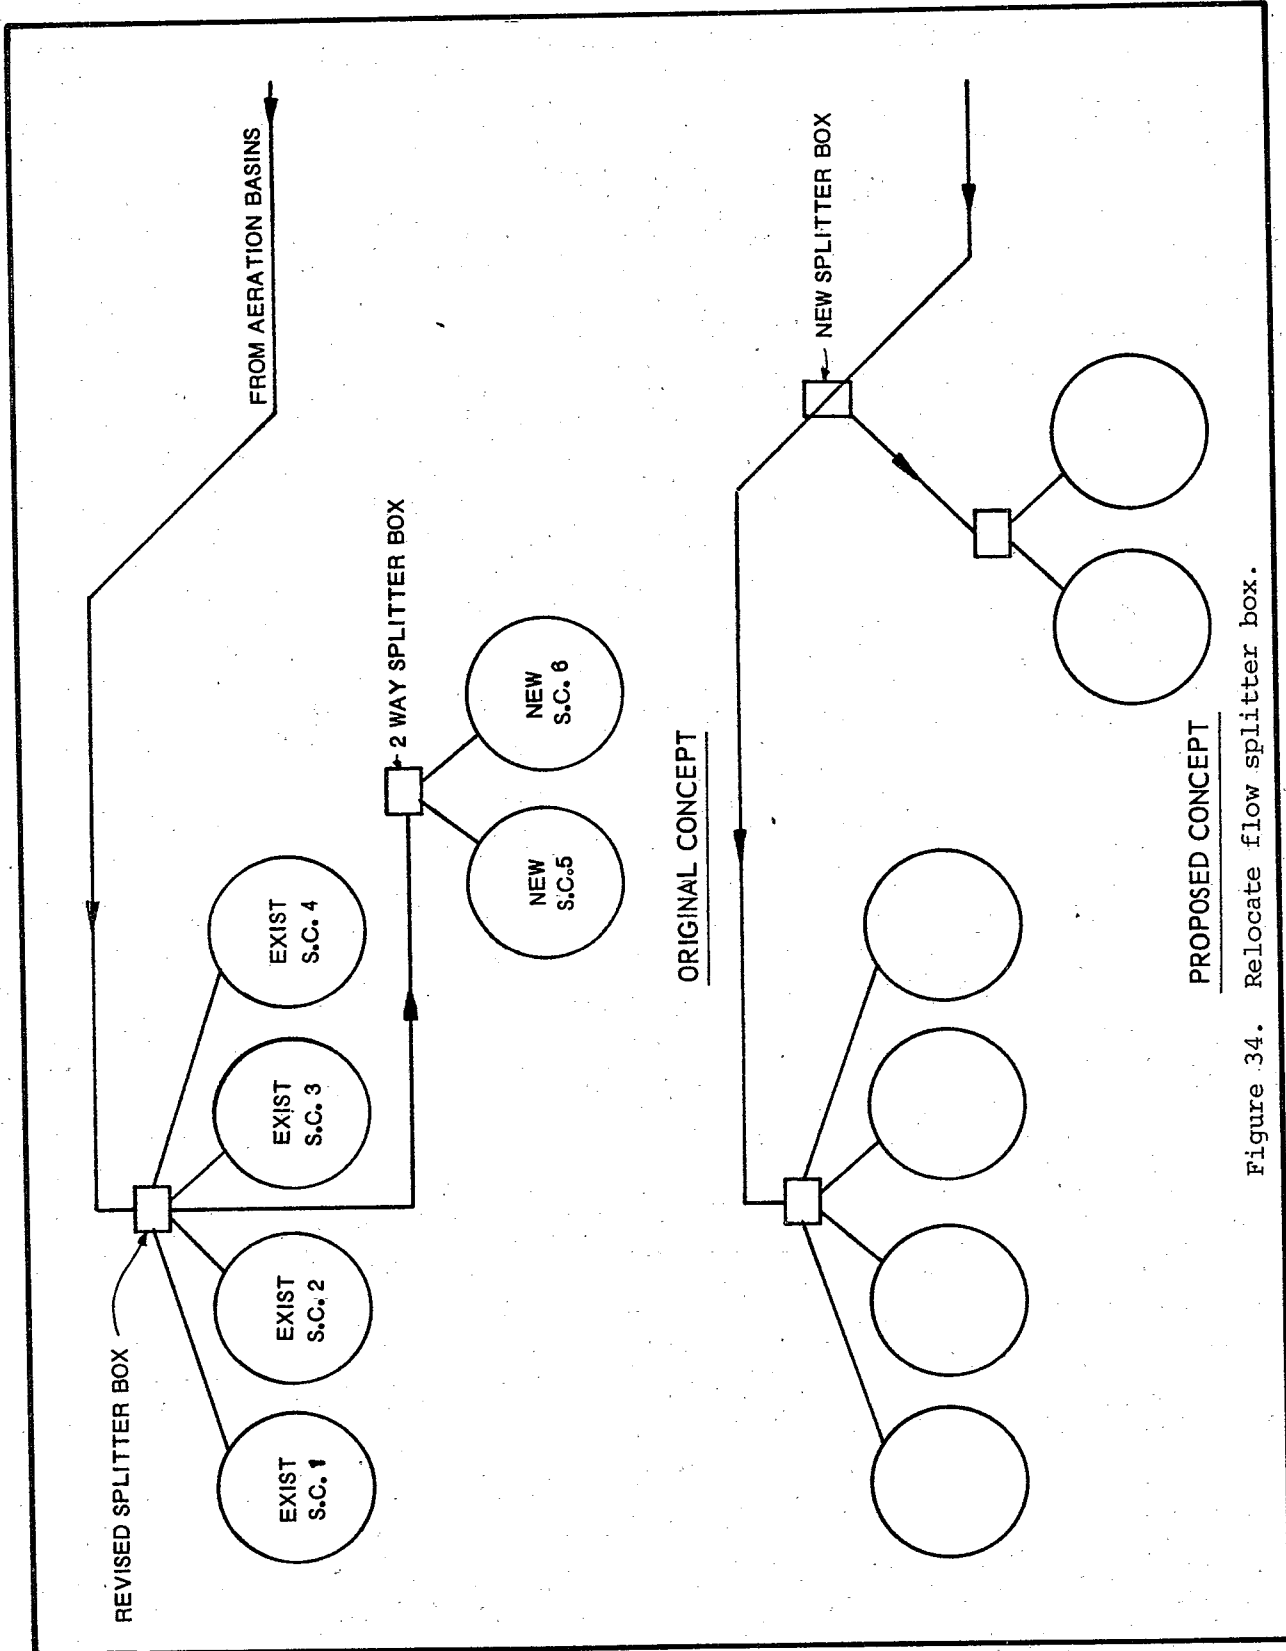 FROM AERATION BASINS
REVISED SPLITTER BOX
EXIST
S.C. 1
EXIST
S.C. 2
EXIST
S.C. 3
EXIST
S.C. 4
2 WAY SPLITTER BOX
NEW
S.C.5
NEW
S.C. 6
ORIGINAL CONCEPT
NEW SPLITTER BOX
PROPOSED CONCEPT
Figure 34. Relocate flow splitter box.